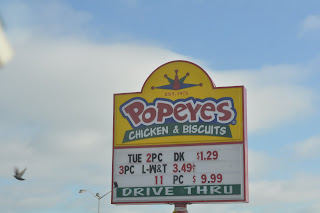 EST. 1972
POPEYES
CHICKEN & BISCUITS
TUE 2PC DK $1.29
3PC L-W&T 3.49¢
11 PC $9.99
DRIVE THRU